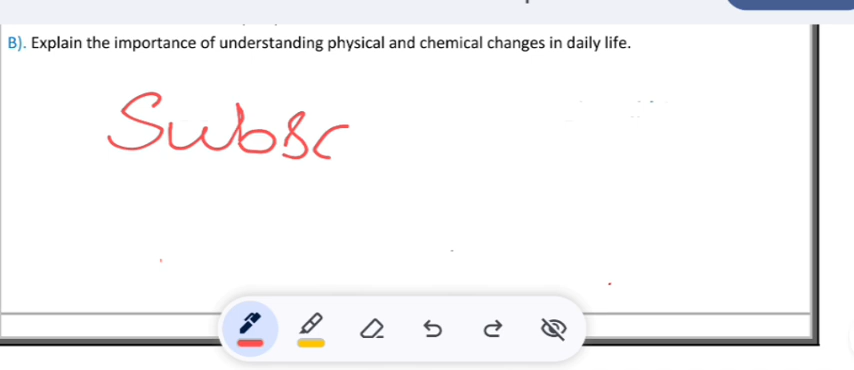 B). Explain the importance of understanding physical and chemical changes in daily life.
Subsc